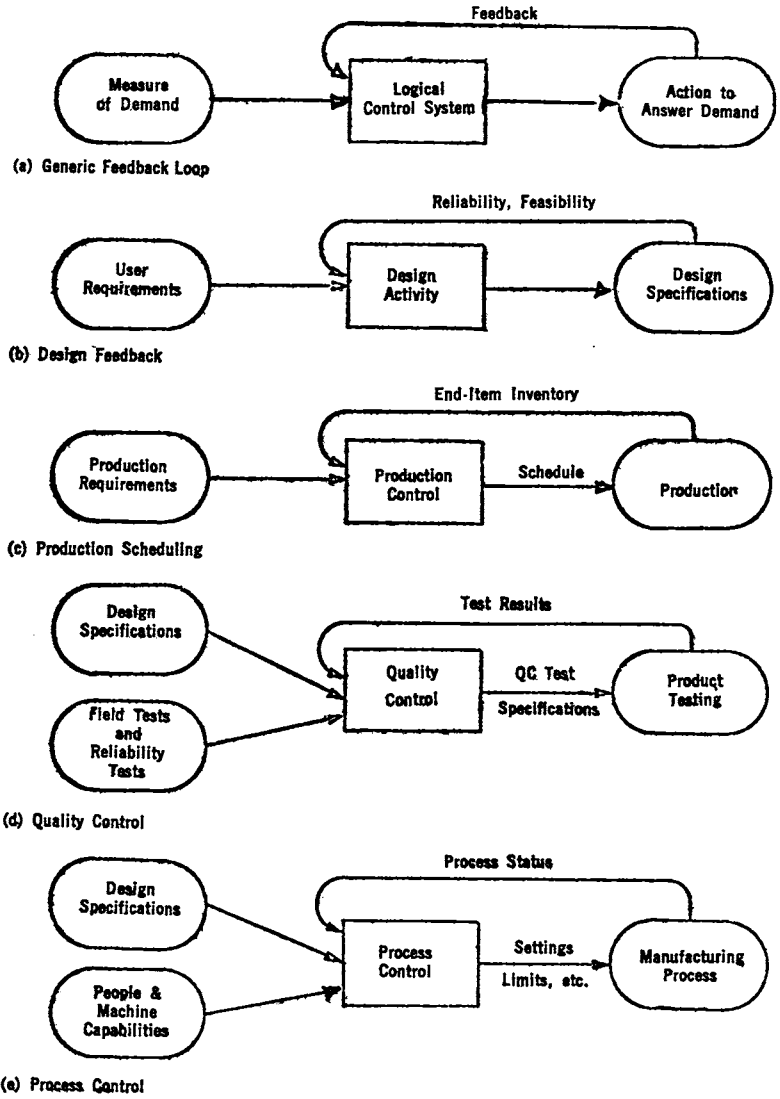 Feedback
Measure
of Demand
Logical
Control System
Action to
Answer Demand
(a) Generic Feedback Loop
Reliability, Feasibility
User
Requirements
Design
Activity
Design
Specifications
(b) Design Feedback
End-Item Inventory
Production
Requirements
Production
Control
Schedule
Production
(c) Production Scheduling
Test Results
Design
Specifications
Field Tests
and
Reliability
Tests
Quality
Control
QC Test
Specifications
Product
Testing
(d) Quality Control
Process Status
Design
Specifications
People &
Machine
Capabilities
Process
Control
Settings
Limits, etc.
Manufacturing
Process
(e) Process Control